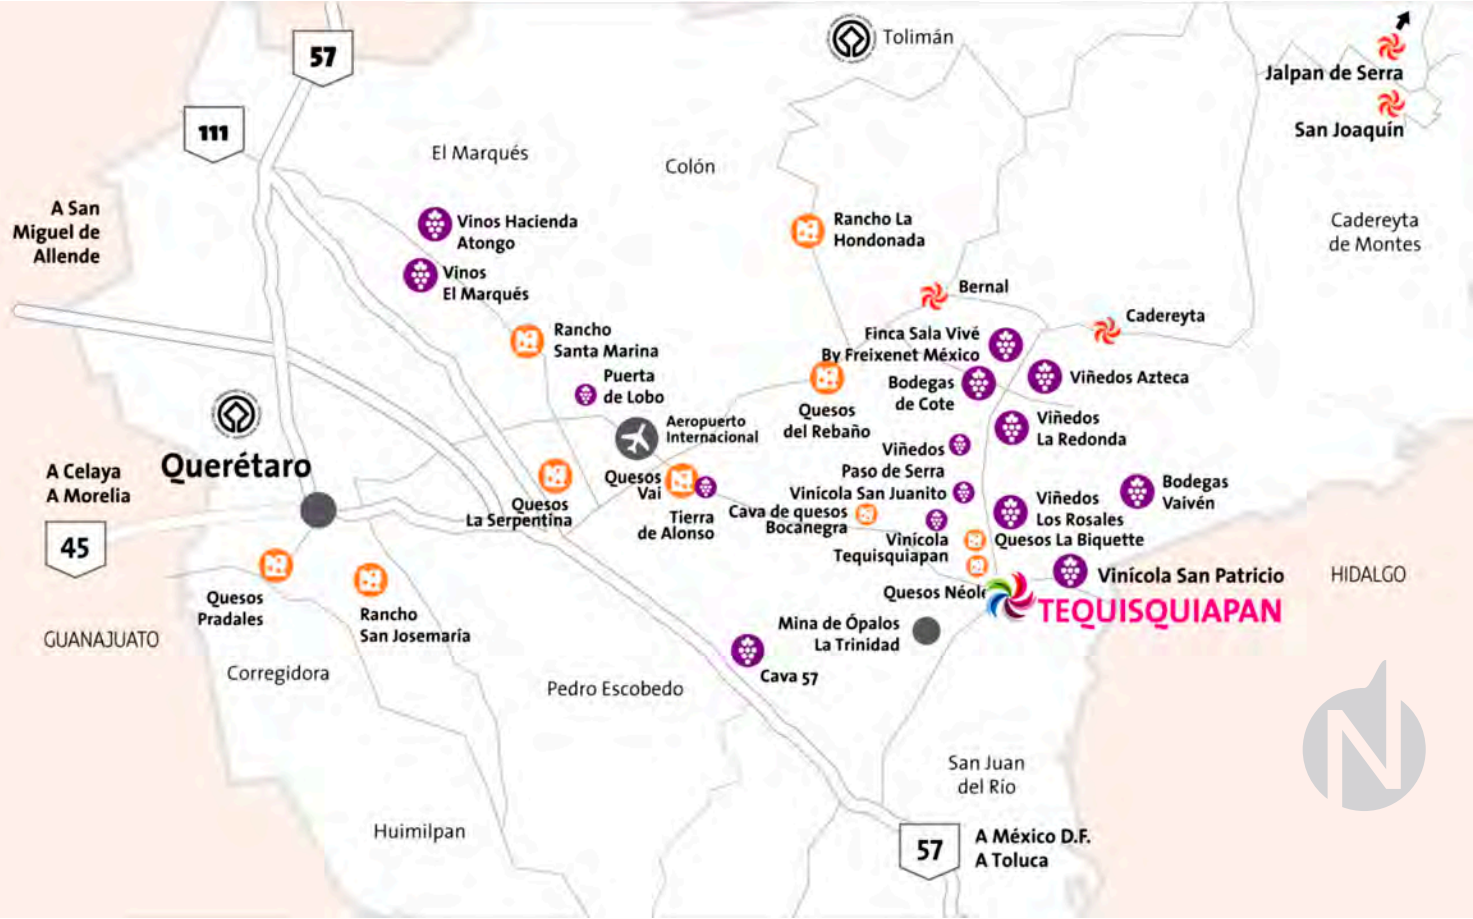 57
Tolimán
Jalpan de Serra
111
San Joaquín
El Marqués
Colón
A San
Miguel de
Allende
Vinos Hacienda
Atongo
Rancho La
Hondonada
Cadereyta
de Montes
Vinos
El Marqués
Bernal
Cadereyta
Rancho
Santa Marina
Finca Sala Vivé
By Freixenet México
Puerta
de Lobo
Bodegas
de Cote
Viñedos Azteca
Quesos
del Rebaño
Aeropuerto
Internacional
Viñedos
La Redonda
Querétaro
A Celaya
A Morelia
Viñedos
Paso de Serra
Quesos
Vai
Vinícola San Juanito
Bodegas
Vaivén
Quesos
La Serpentina
Tierra
de Alonso
Cava de quesos
Bocanegra
Viñedos
Los Rosales
45
Vinícola
Tequisquiapan
Quesos La Biquette
Vinícola San Patricio
HIDALGO
Quesos Néole
TEQUISQUIAPAN
Quesos
Pradales
Rancho
San Josemaría
Mina de Ópalos
La Trinidad
GUANAJUATO
Corregidora
Pedro Escobedo
Cava 57
N
San Juan
del Río
Huimilpan
57
A México D.F.
A Toluca